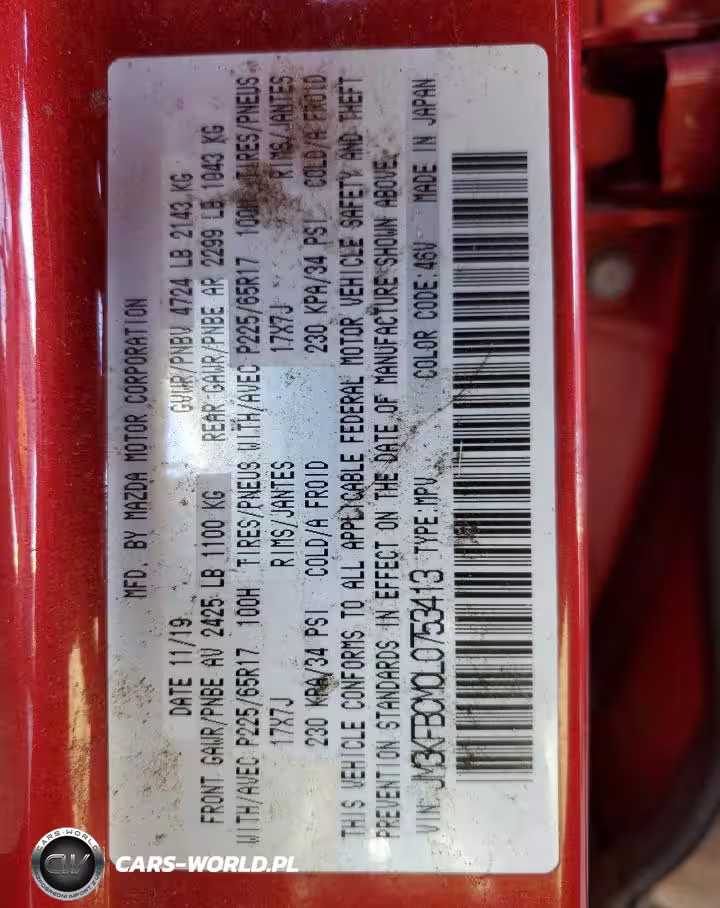 MFD. BY MAZDA MOTOR CORPORATION
DATE 11/19 GVWR/PNBV 4724 LB 2143 KG
FRONT GAWR/PNBE AV 2425 LB 1100 KG REAR GAWR/PNBE AR 2299 LB 1043 KG
WITH/AVEC P225/65R17 100H TIRES/PNEUS WITH/AVEC P225/65R17 100H TIRES/PNEUS
17X7J RIMS/JANTES 17X7J RIMS/JANTES
230 KPA/34 PSI COLD/A FROID 230 KPA/34 PSI COLD/A FROID
THIS VEHICLE CONFORMS TO ALL APPLICABLE FEDERAL MOTOR VEHICLE SAFETY AND THEFT
PREVENTION STANDARDS IN EFFECT ON THE DATE OF MANUFACTURE SHOWN ABOVE.
VIN: JM3KFBCM0L0753413 TYPE:MPV COLOR CODE:46V MADE IN JAPAN
CARS-WORLD
CW
CARS-WORLD.PL